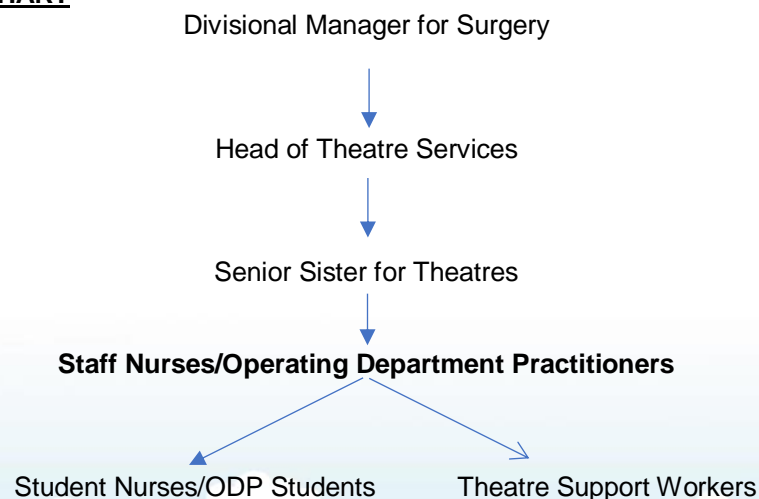 Divisional Manager for Surgery
Head of Theatre Services
Senior Sister for Theatres
Staff Nurses/Operating Department Practitioners
Student Nurses/ODP Students Theatre Support Workers